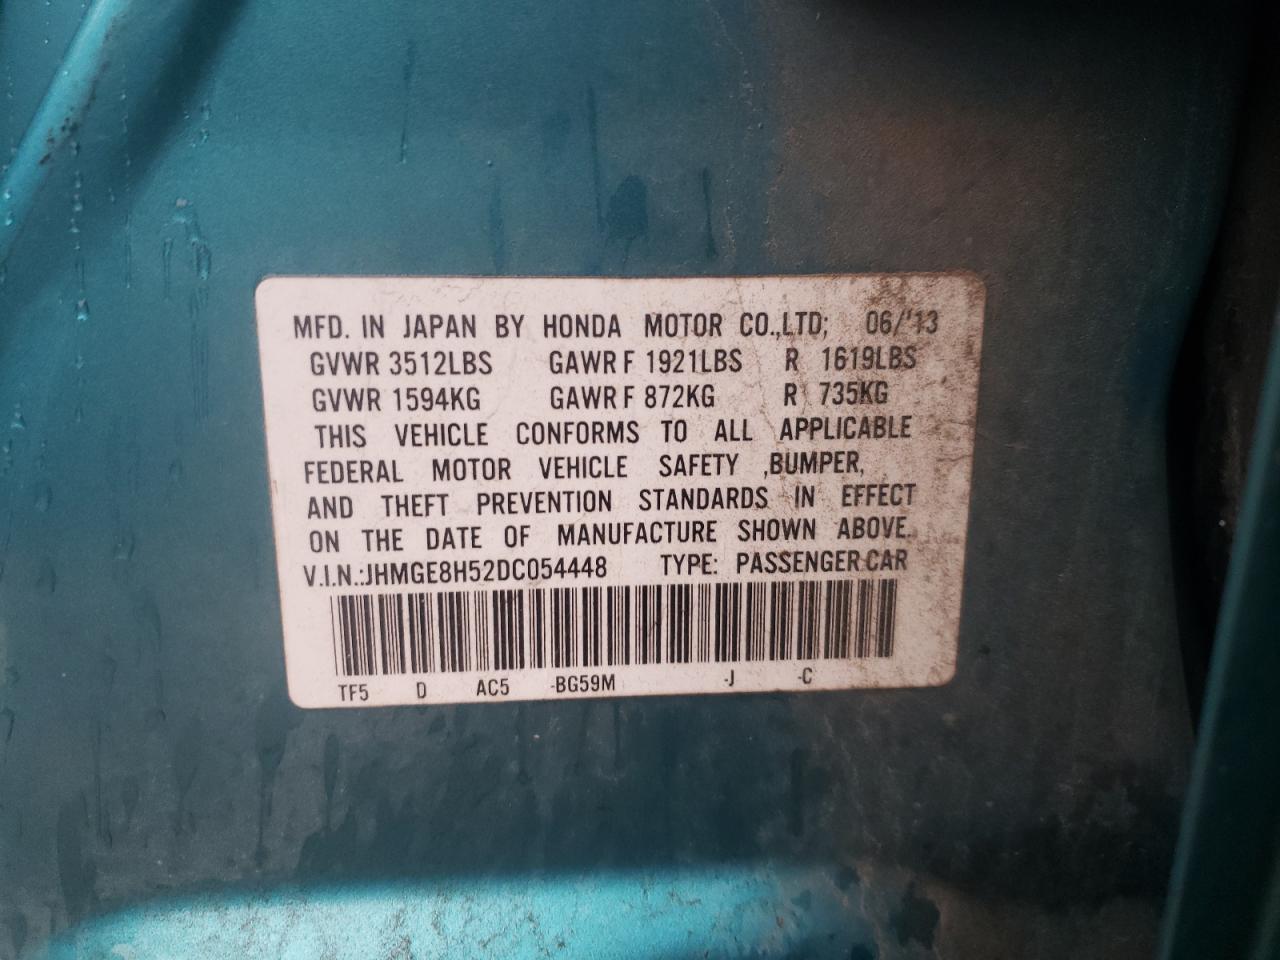 MFD. IN JAPAN BY HONDA MOTOR CO.,LTD; 06/'13
GVWR 3512LBS GAWR F 1921LBS R 1619LBS
GVWR 1594KG GAWR F 872KG R 735KG
THIS VEHICLE CONFORMS TO ALL APPLICABLE
FEDERAL MOTOR VEHICLE SAFETY ,BUMPER,
AND THEFT PREVENTION STANDARDS IN EFFECT
ON THE DATE OF MANUFACTURE SHOWN ABOVE.
V.I.N.:JHMGE8H52DC054448 TYPE: PASSENGER CAR
TF5 D AC5 -BG59M -J -C